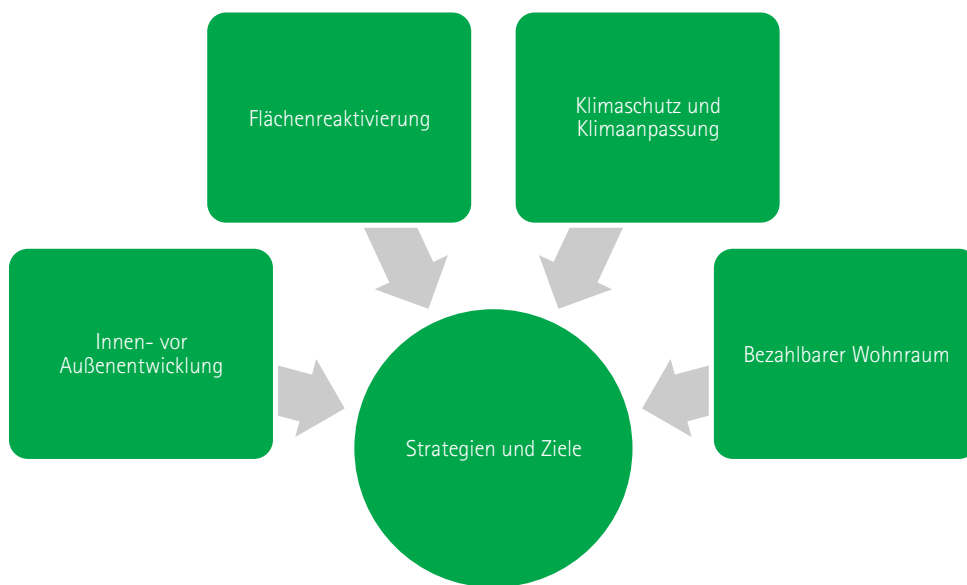 Flächenreaktivierung
Klimaschutz und
Klimaanpassung
Innen- vor
Außenentwicklung
Bezahlbarer Wohnraum
Strategien und Ziele